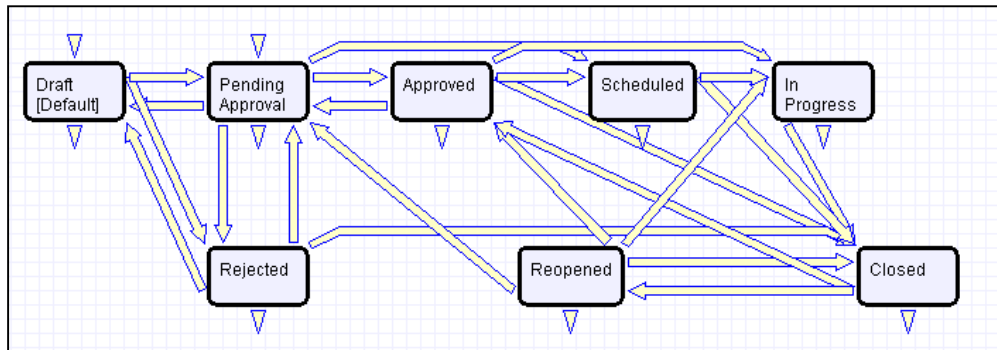 Draft
[Default]
Pending
Approval
Approved
Scheduled
In
Progress
Rejected
Reopened
Closed